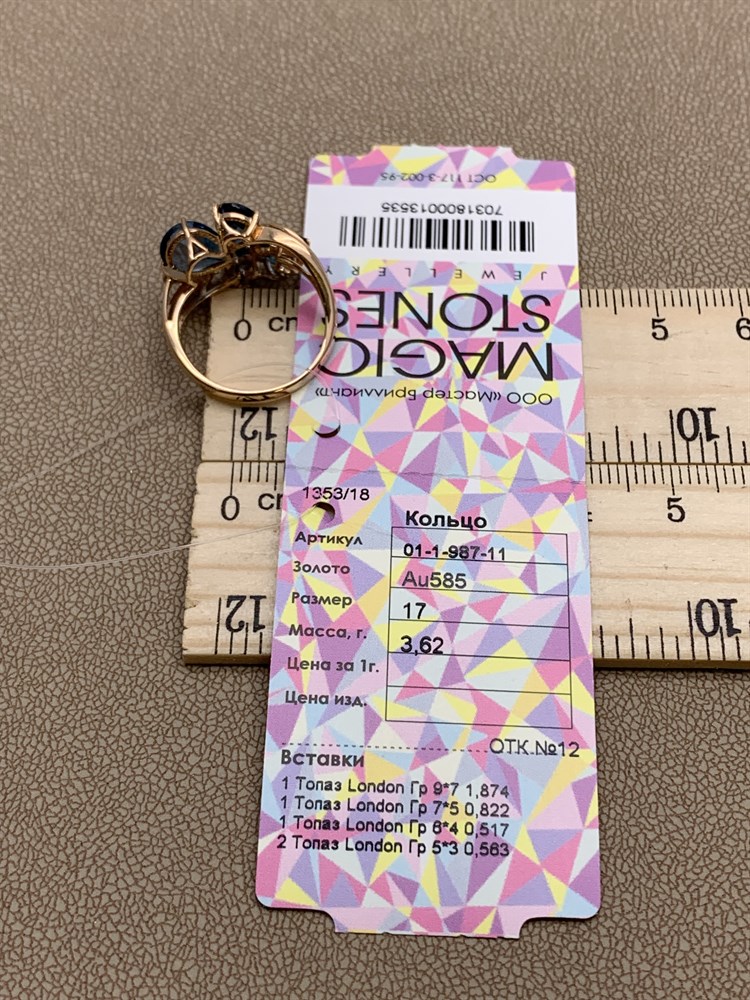 ОСТ 117-3-002-95
7031800013535
JEWELLERY
STONES
MAGIC
ООО «Мастер Бриллиант»
0 cm 5 6
12 10
1353/18
0 cm 5
Кольцо
Артикул 01-1-987-11
Золото Au585
Размер 17
Масса, г. 3,62
Цена за 1г.
Цена изд.
12 10
ОТК №12
Вставки
1 Топаз London Гр 9*7 1,874
1 Топаз London Гр 7*5 0,822
1 Топаз London Гр 6*4 0,517
2 Топаз London Гр 5*3 0,563